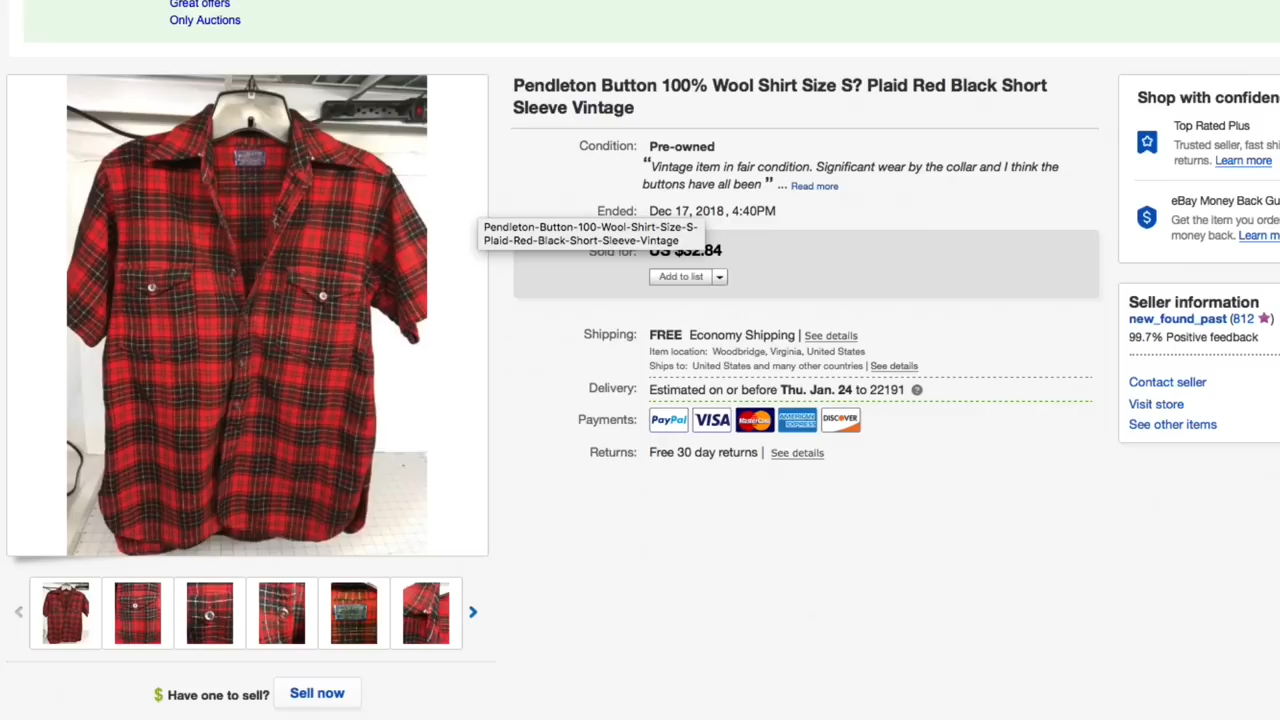 Great offers
Only Auctions
Pendleton Button 100% Wool Shirt Size S? Plaid Red Black Short
Sleeve Vintage
Condition: Pre-owned
“Vintage item in fair condition. Significant wear by the collar and I think the
buttons have all been ” ... Read more
Ended: Dec 17, 2018 , 4:40PM
Pendleton-Button-100-Wool-Shirt-Size-S-
Plaid-Red-Black-Short-Sleeve-Vintage
Sold for: US $32.84
Add to list
Shipping: FREE Economy Shipping | See details
Item location: Woodbridge, Virginia, United States
Ships to: United States and many other countries | See details
Delivery: Estimated on or before Thu. Jan. 24 to 22191 ?
Payments: PayPal VISA MasterCard AMERICAN EXPRESS DISCOVER
Returns: Free 30 day returns | See details
Shop with confiden
Top Rated Plus
Trusted seller, fast shi
returns. Learn more
eBay Money Back Gu
Get the item you orde
money back. Learn m
Seller information
new_found_past (812 )
99.7% Positive feedback
Contact seller
Visit store
See other items
$ Have one to sell? Sell now